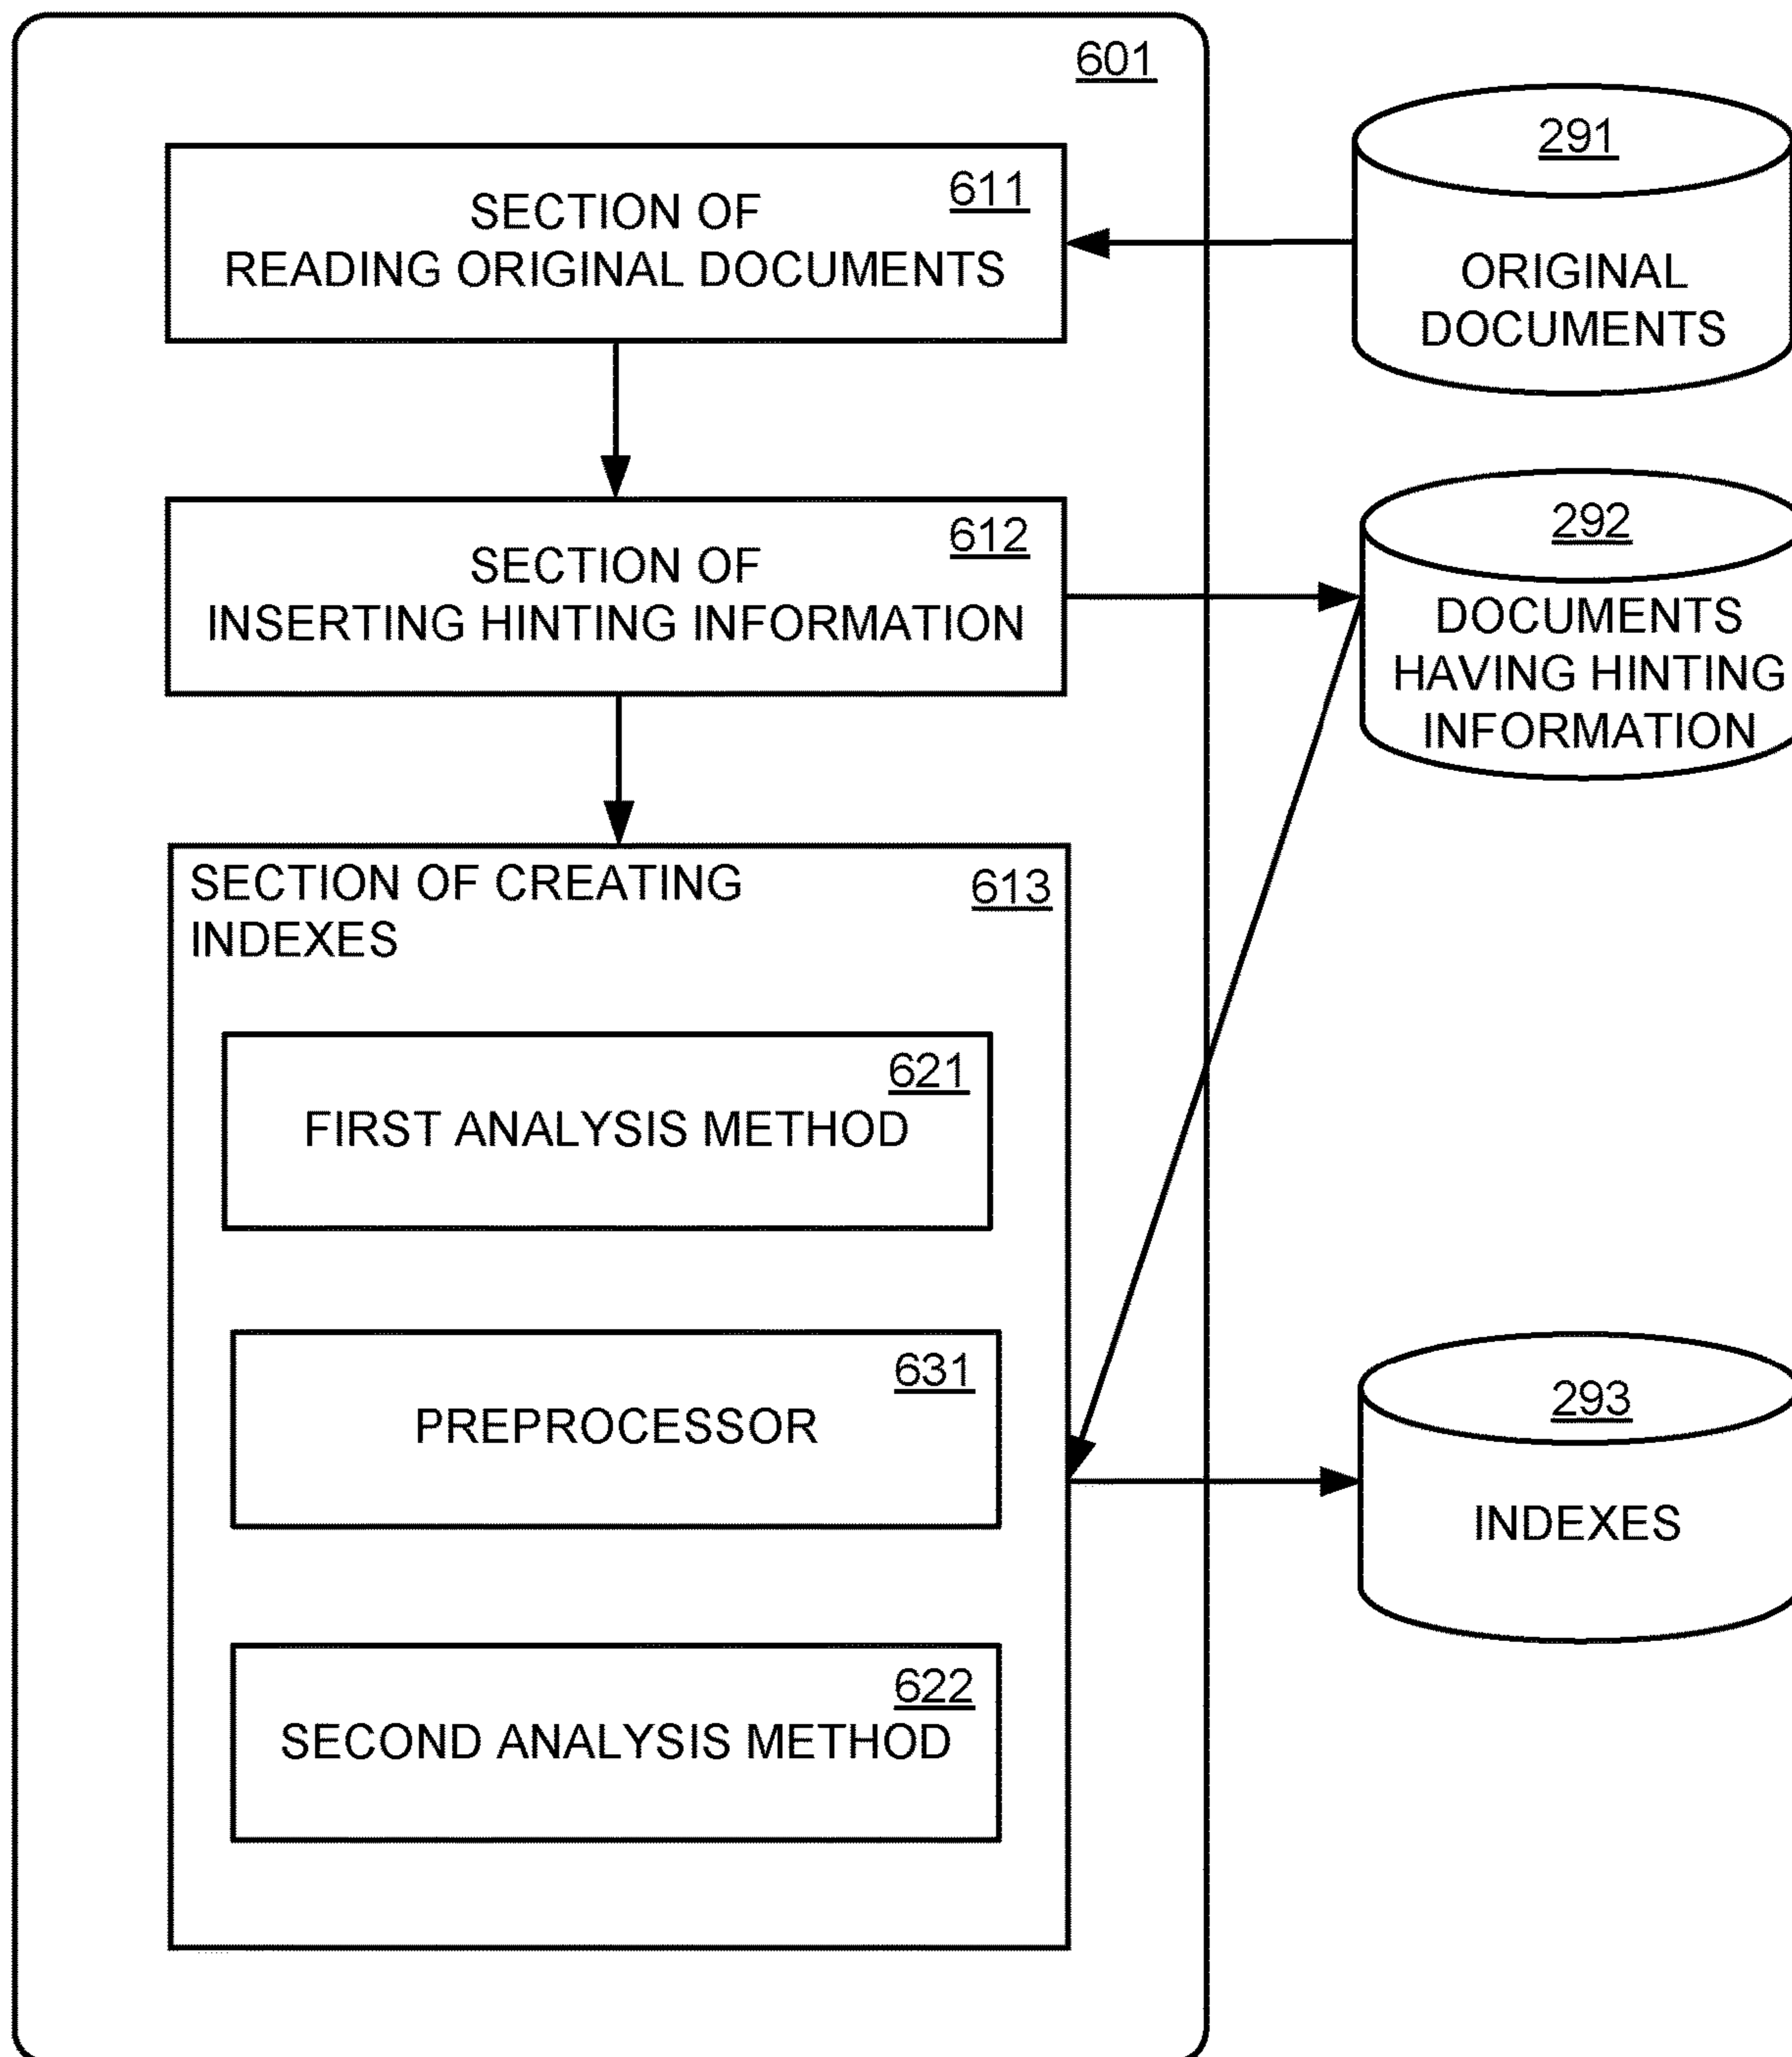 601
611
SECTION OF
READING ORIGINAL DOCUMENTS
291
ORIGINAL
DOCUMENTS
612
SECTION OF
INSERTING HINTING INFORMATION
292
DOCUMENTS
HAVING HINTING
INFORMATION
SECTION OF CREATING
INDEXES
613
621
FIRST ANALYSIS METHOD
631
PREPROCESSOR
293
INDEXES
622
SECOND ANALYSIS METHOD